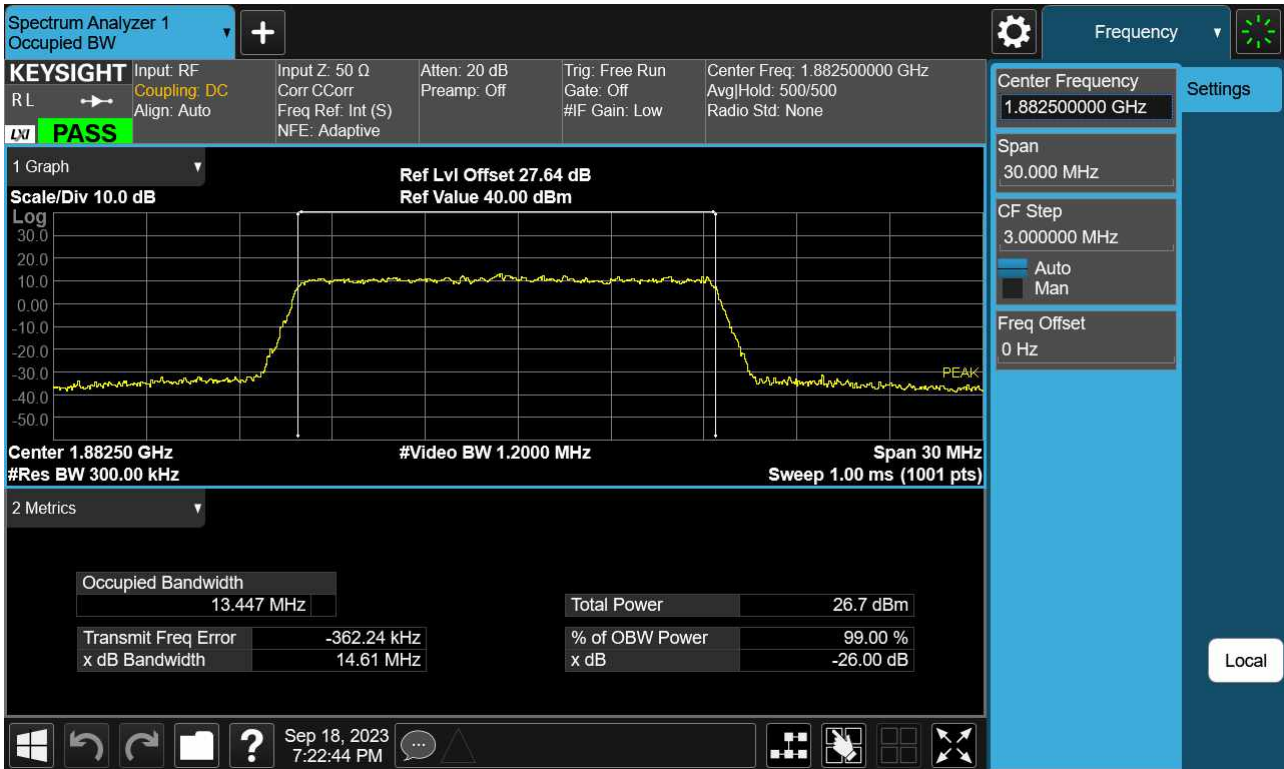 Spectrum Analyzer 1
Occupied BW
▼
+
Frequency
▼
KEYSIGHT
R L
LXI
PASS
Input: RF
Coupling: DC
Align: Auto
Input Z: 50 Ω
Corr CCorr
Freq Ref: Int (S)
NFE: Adaptive
Atten: 20 dB
Preamp: Off
Trig: Free Run
Gate: Off
#IF Gain: Low
Center Freq: 1.882500000 GHz
Avg|Hold: 500/500
Radio Std: None
1 Graph
▼
Scale/Div 10.0 dB
Ref Lvl Offset 27.64 dB
Ref Value 40.00 dBm
Log
30.0
20.0
10.0
0.00
-10.0
-20.0
-30.0
-40.0
-50.0
PEAK
Center 1.88250 GHz
#Res BW 300.00 kHz
#Video BW 1.2000 MHz
Span 30 MHz
Sweep 1.00 ms (1001 pts)
2 Metrics
▼
Occupied Bandwidth
13.447 MHz
Transmit Freq Error -362.24 kHz
x dB Bandwidth 14.61 MHz
Total Power 26.7 dBm
% of OBW Power 99.00 %
x dB -26.00 dB
Center Frequency
1.882500000 GHz
Span
30.000 MHz
CF Step
3.000000 MHz
Auto
Man
Freq Offset
0 Hz
Settings
Local
?
Sep 18, 2023
7:22:44 PM